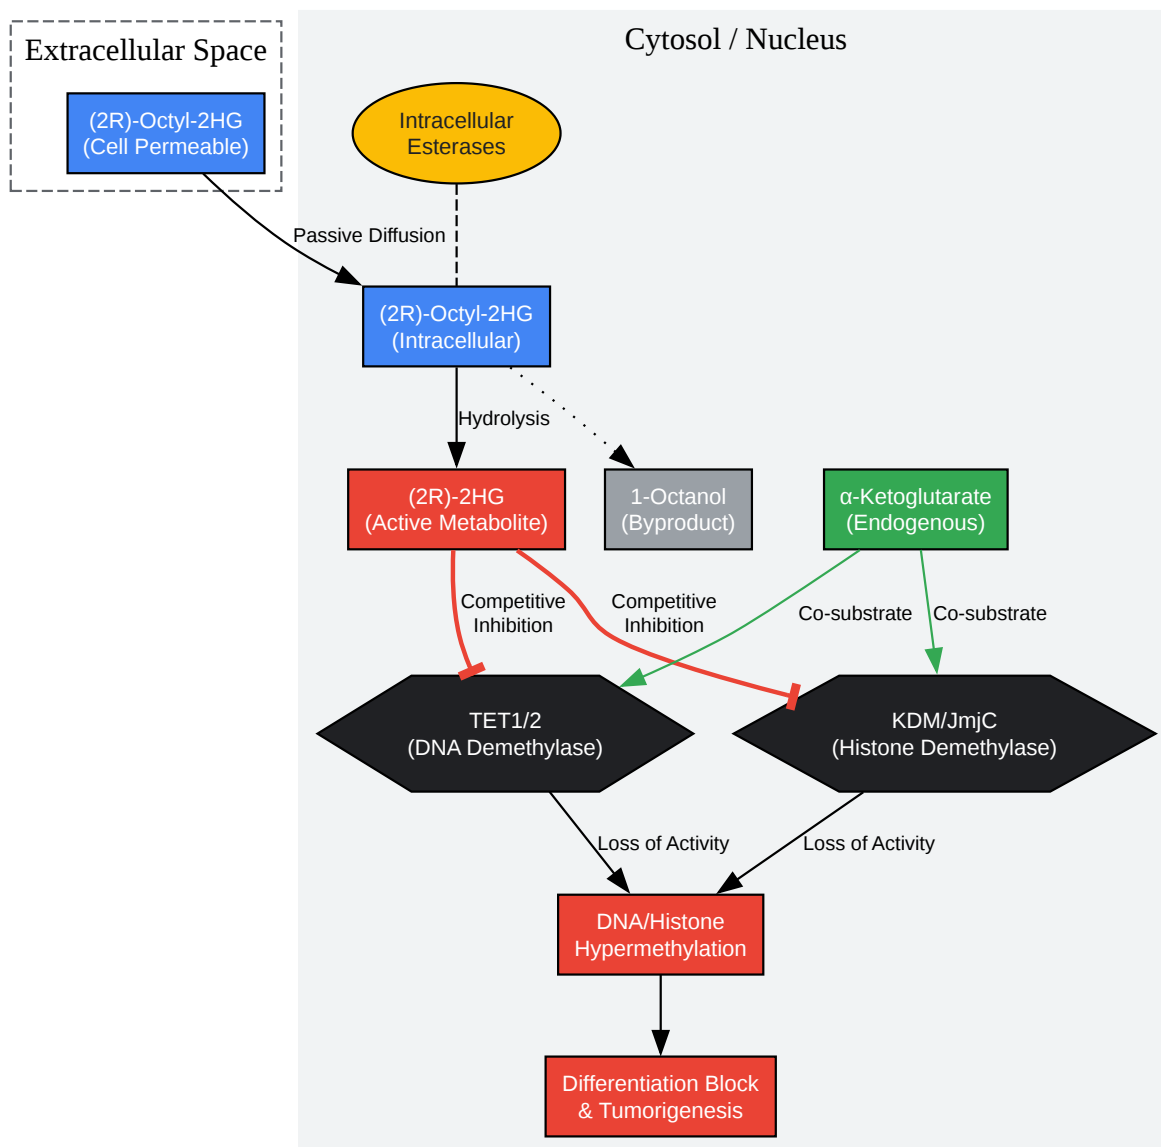 Extracellular Space
Cytosol / Nucleus
(2R)-Octyl-2HG
(Cell Permeable)
Intracellular
Esterases
Passive Diffusion
(2R)-Octyl-2HG
(Intracellular)
Hydrolysis
(2R)-2HG
(Active Metabolite)
1-Octanol
(Byproduct)
α-Ketoglutarate
(Endogenous)
Competitive
Inhibition
Competitive
Inhibition
Co-substrate
Co-substrate
TET1/2
(DNA Demethylase)
KDM/JmjC
(Histone Demethylase)
Loss of Activity
Loss of Activity
DNA/Histone
Hypermethylation
Differentiation Block
& Tumorigenesis